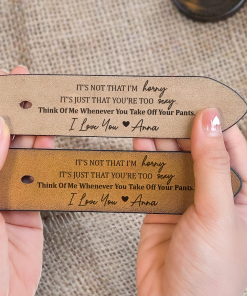 IT'S NOT THAT I'M horny
IT'S JUST THAT YOU'RE TOO sexy
Think Of Me Whenever You Take Off Your Pants.
I Love You ♥ Anna
IT'S NOT THAT I'M horny
IT'S JUST THAT YOU'RE TOO sexy
Think Of Me Whenever You Take Off Your Pants.
I Love You ♥ Anna